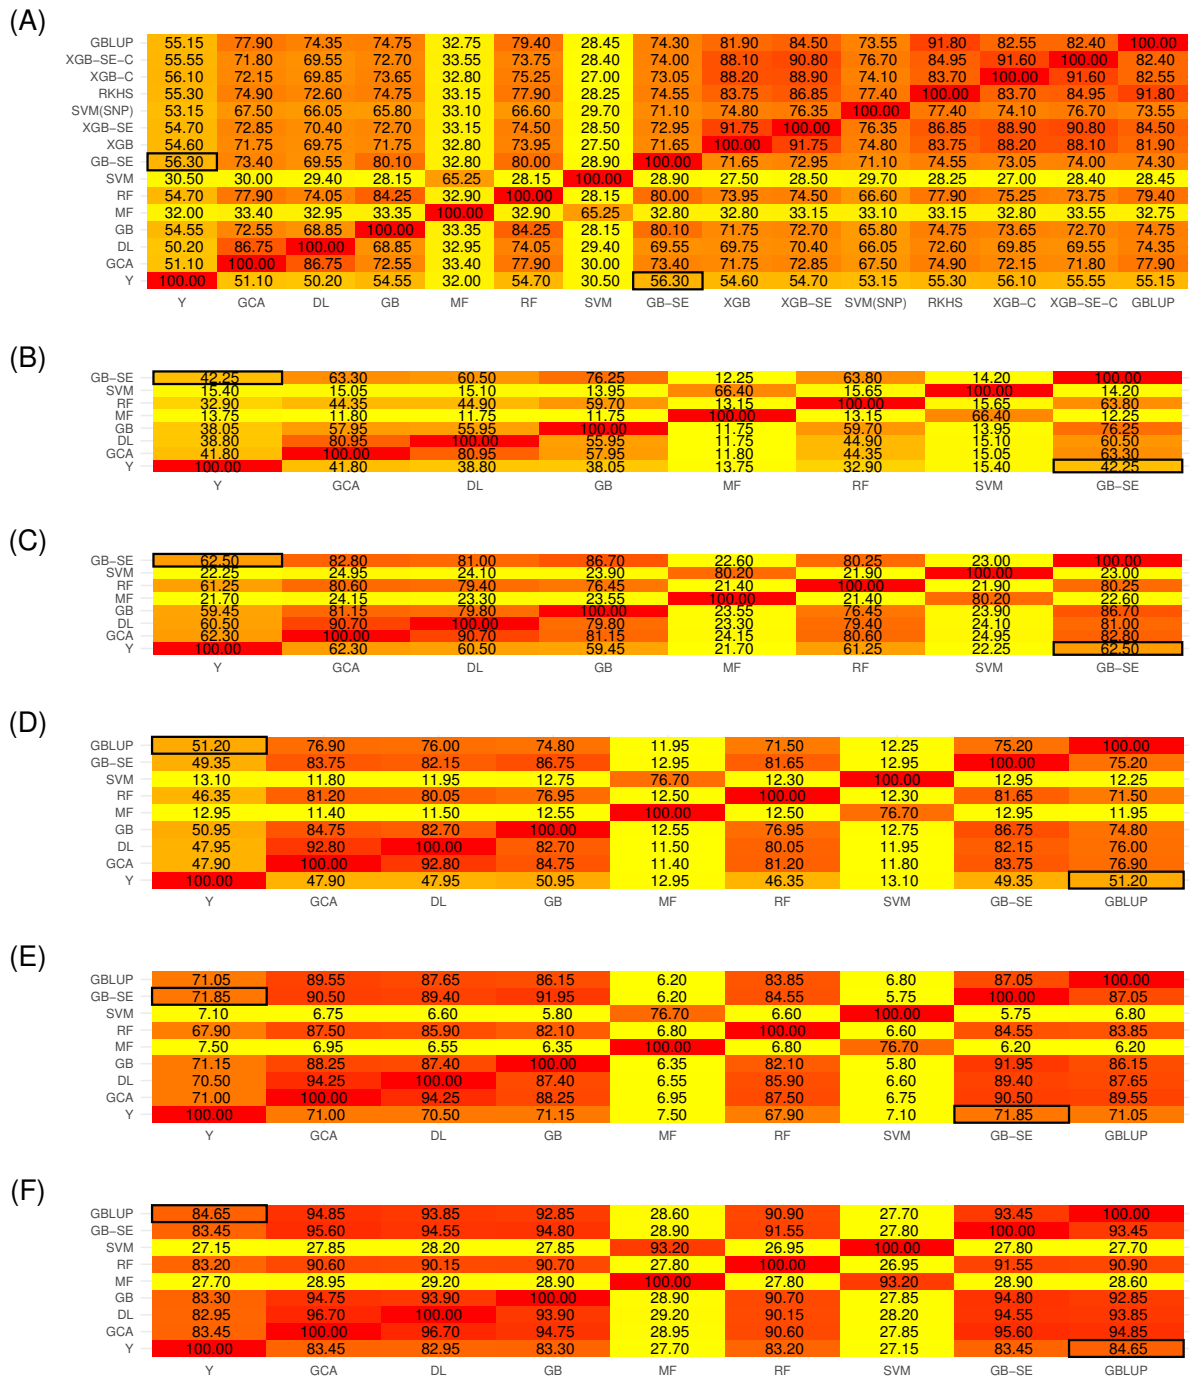 (A)
GBLUP 55.15 77.90 74.35 74.75 32.75 79.40 28.45 74.30 81.90 84.50 73.55 91.80 82.55 82.40 100.00
XGB-SE-C 55.55 71.80 69.55 72.70 33.55 73.75 28.40 74.00 88.10 90.80 76.70 84.95 91.60 100.00 82.40
XGB-C 56.10 72.15 69.85 73.65 32.80 75.25 27.00 73.05 88.20 88.90 74.10 83.70 100.00 91.60 82.55
RKHS 55.30 74.90 72.60 74.75 33.15 77.90 28.25 74.55 83.75 86.85 77.40 100.00 83.70 84.95 91.80
SVM(SNP) 53.15 67.50 66.05 65.80 33.10 66.60 29.70 71.10 74.80 76.35 100.00 77.40 74.10 76.70 73.55
XGB-SE 54.70 72.85 70.40 72.70 33.15 74.50 28.50 72.95 91.75 100.00 76.35 86.85 88.90 90.80 84.50
XGB 54.60 71.75 69.75 71.75 32.80 73.95 27.50 71.65 100.00 91.75 74.80 83.75 88.20 88.10 81.90
GB-SE 56.30 73.40 69.55 80.10 32.80 80.00 28.90 100.00 71.65 72.95 71.10 74.55 73.05 74.00 74.30
SVM 30.50 30.00 29.40 28.15 65.25 28.15 100.00 28.90 27.50 28.50 29.70 28.25 27.00 28.40 28.45
RF 54.70 77.90 74.05 84.25 32.90 100.00 28.15 80.00 73.95 74.50 66.60 77.90 75.25 73.75 79.40
MF 32.00 33.40 32.95 33.35 100.00 32.90 65.25 32.80 32.80 33.15 33.10 33.15 32.80 33.55 32.75
GB 54.55 72.55 68.85 100.00 33.35 84.25 28.15 80.10 71.75 72.70 65.80 74.75 73.65 72.70 74.75
DL 50.20 86.75 100.00 68.85 32.95 74.05 29.40 69.55 69.75 70.40 66.05 72.60 69.85 69.55 74.35
GCA 51.10 100.00 86.75 72.55 33.40 77.90 30.00 73.40 71.75 72.85 67.50 74.90 72.15 71.80 77.90
Y 100.00 51.10 50.20 54.55 32.00 54.70 30.50 56.30 54.60 54.70 53.15 55.30 56.10 55.55 55.15
Y GCA DL GB MF RF SVM GB-SE XGB XGB-SE SVM(SNP) RKHS XGB-C XGB-SE-C GBLUP
(B)
GB-SE 42.25 63.30 60.50 76.25 12.25 63.80 14.20 100.00
SVM 15.40 15.05 15.10 13.95 66.40 15.65 100.00 14.20
RF 32.90 44.35 44.90 59.70 13.15 100.00 15.65 63.80
MF 13.75 11.80 11.75 11.75 100.00 13.15 66.40 12.25
GB 38.05 57.95 55.95 100.00 11.75 59.70 13.95 76.25
DL 38.80 80.95 100.00 55.95 11.75 44.90 15.10 60.50
GCA 41.80 100.00 80.95 57.95 11.80 44.35 15.05 63.30
Y 100.00 41.80 38.80 38.05 13.75 32.90 15.40 42.25
Y GCA DL GB MF RF SVM GB-SE
(C)
GB-SE 62.50 82.80 81.00 86.70 22.60 80.25 23.00 100.00
SVM 22.25 24.95 24.10 23.90 80.20 21.90 100.00 23.00
RF 61.25 80.60 79.40 76.45 21.40 100.00 21.90 80.25
MF 21.70 24.15 23.30 23.55 100.00 21.40 80.20 22.60
GB 59.45 81.15 79.80 100.00 23.55 76.45 23.90 86.70
DL 60.50 90.70 100.00 79.80 23.30 79.40 24.10 81.00
GCA 62.30 100.00 90.70 81.15 24.15 80.60 24.95 82.80
Y 100.00 62.30 60.50 59.45 21.70 61.25 22.25 62.50
Y GCA DL GB MF RF SVM GB-SE
(D)
GBLUP 51.20 76.90 76.00 74.80 11.95 71.50 12.25 75.20 100.00
GB-SE 49.35 83.75 82.15 86.75 12.95 81.65 12.95 100.00 75.20
SVM 13.10 11.80 11.95 12.75 76.70 12.30 100.00 12.95 12.25
RF 46.35 81.20 80.05 76.95 12.50 100.00 12.30 81.65 71.50
MF 12.95 11.40 11.50 12.55 100.00 12.50 76.70 12.95 11.95
GB 50.95 84.75 82.70 100.00 12.55 76.95 12.75 86.75 74.80
DL 47.95 92.80 100.00 82.70 11.50 80.05 11.95 82.15 76.00
GCA 47.90 100.00 92.80 84.75 11.40 81.20 11.80 83.75 76.90
Y 100.00 47.90 47.95 50.95 12.95 46.35 13.10 49.35 51.20
Y GCA DL GB MF RF SVM GB-SE GBLUP
(E)
GBLUP 71.05 89.55 87.65 86.15 6.20 83.85 6.80 87.05 100.00
GB-SE 71.85 90.50 89.40 91.95 6.20 84.55 5.75 100.00 87.05
SVM 7.10 6.75 6.60 5.80 76.70 6.60 100.00 5.75 6.80
RF 67.90 87.50 85.90 82.10 6.80 100.00 6.60 84.55 83.85
MF 7.50 6.95 6.55 6.35 100.00 6.80 76.70 6.20 6.20
GB 71.15 88.25 87.40 100.00 6.35 82.10 5.80 91.95 86.15
DL 70.50 94.25 100.00 87.40 6.55 85.90 6.60 89.40 87.65
GCA 71.00 100.00 94.25 88.25 6.95 87.50 6.75 90.50 89.55
Y 100.00 71.00 70.50 71.15 7.50 67.90 7.10 71.85 71.05
Y GCA DL GB MF RF SVM GB-SE GBLUP
(F)
GBLUP 84.65 94.85 93.85 92.85 28.60 90.90 27.70 93.45 100.00
GB-SE 83.45 95.60 94.55 94.80 28.90 91.55 27.80 100.00 93.45
SVM 27.15 27.85 28.20 27.85 93.20 26.95 100.00 27.80 27.70
RF 83.20 90.60 90.15 90.70 27.80 100.00 26.95 91.55 90.90
MF 27.70 28.95 29.20 28.90 100.00 27.80 93.20 28.90 28.60
GB 83.30 94.75 93.90 100.00 28.90 90.70 27.85 94.80 92.85
DL 82.95 96.70 100.00 93.90 29.20 90.15 28.20 94.55 93.85
GCA 83.45 100.00 96.70 94.75 28.95 90.60 27.85 95.60 94.85
Y 100.00 83.45 82.95 83.30 27.70 83.20 27.15 83.45 84.65
Y GCA DL GB MF RF SVM GB-SE GBLUP